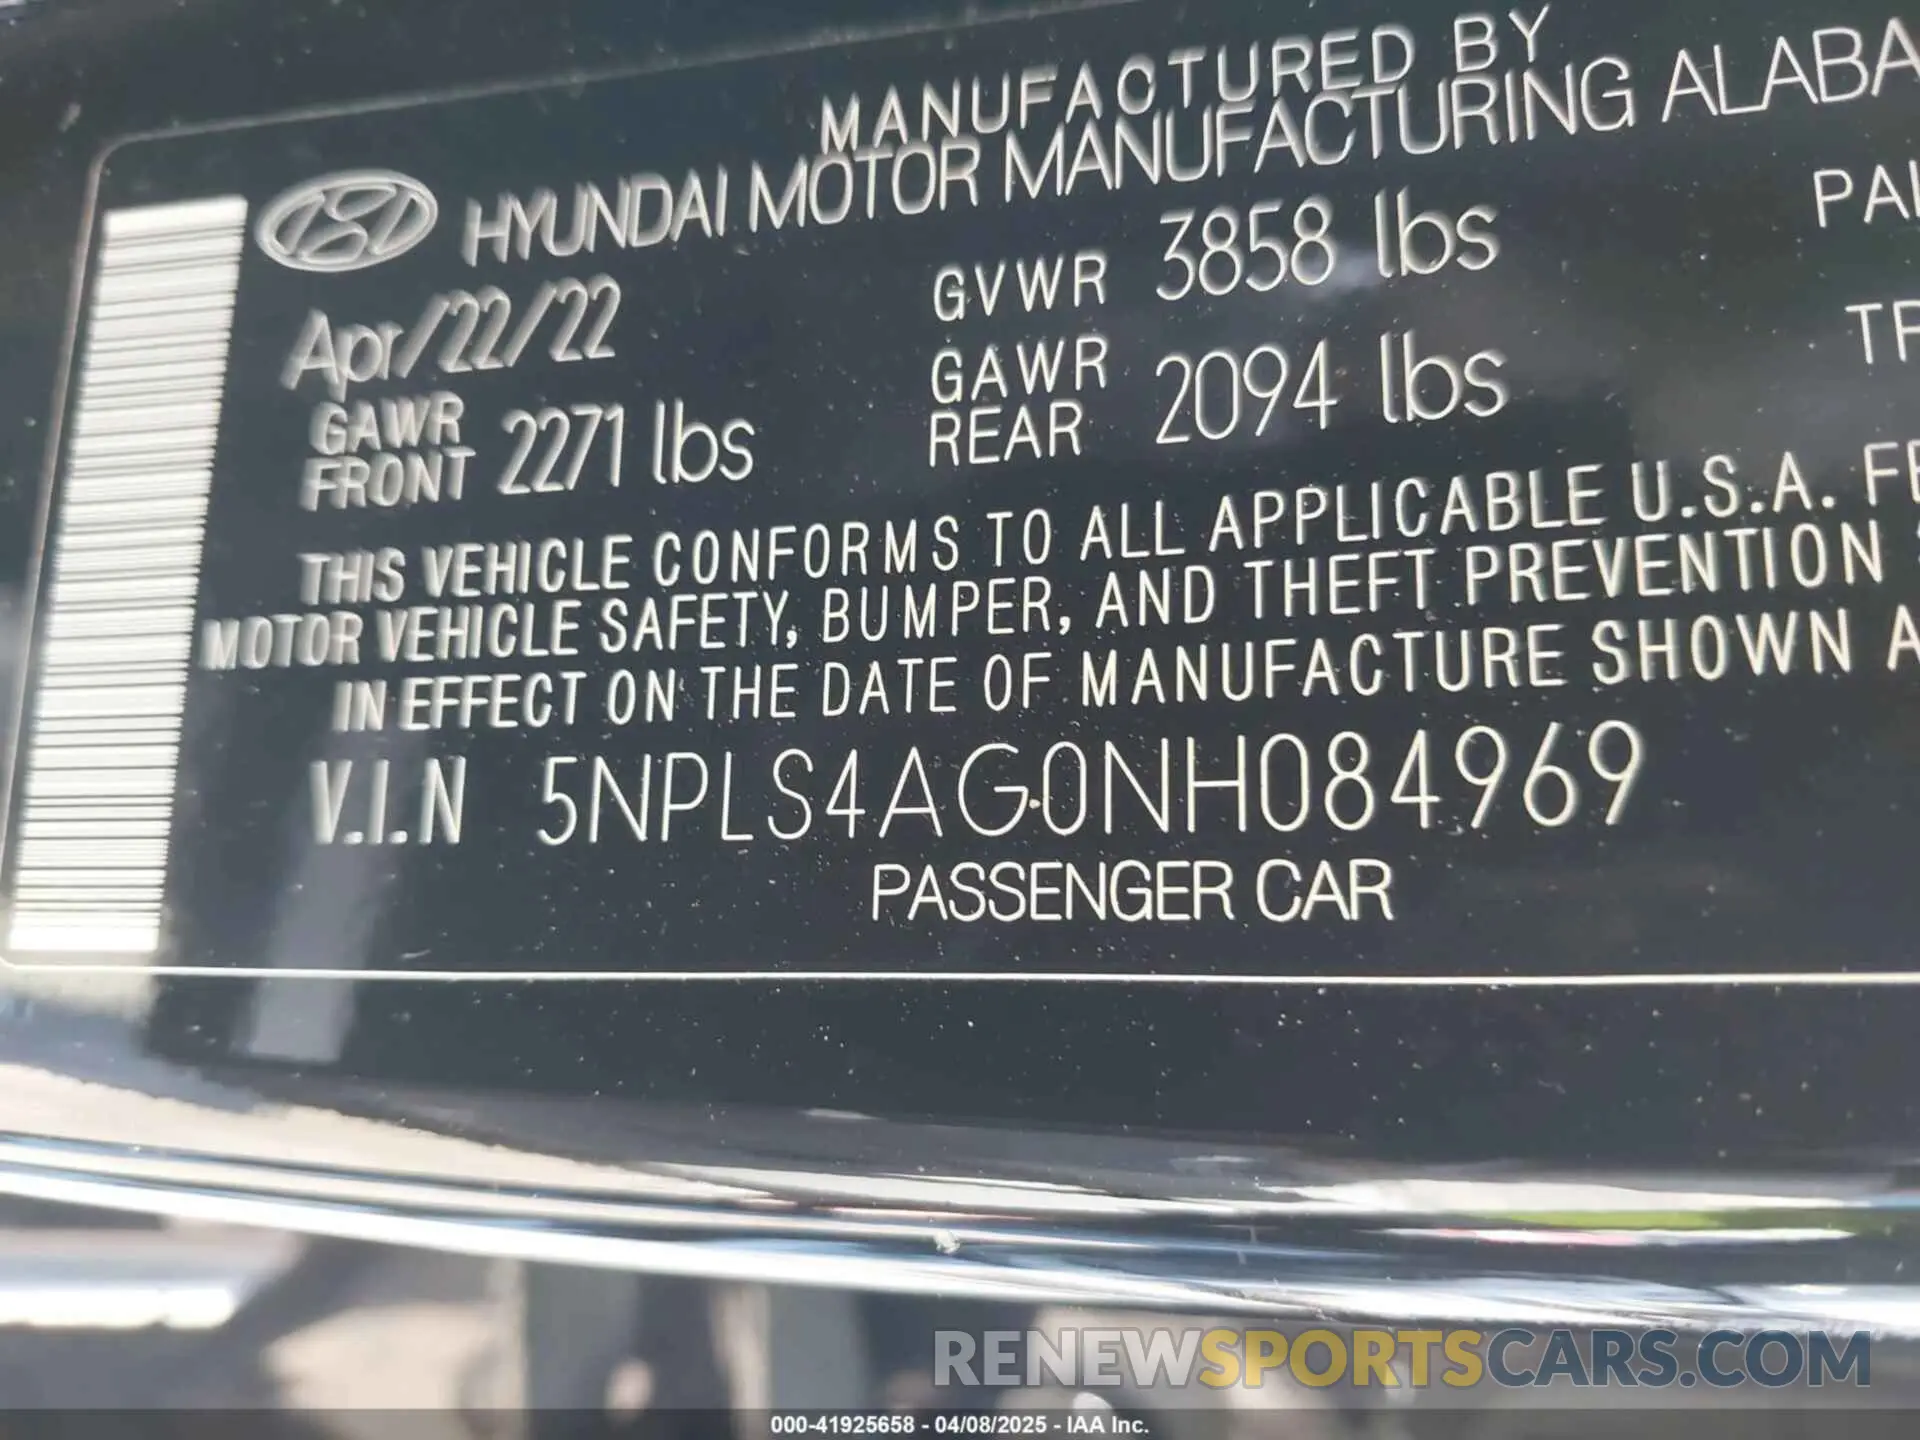 MANUFACTURED BY
HYUNDAI MOTOR MANUFACTURING ALABA
Apr/22/22 GVWR 3858 lbs PAI
GAWR FRONT 2271 lbs GAWR REAR 2094 lbs TR
THIS VEHICLE CONFORMS TO ALL APPLICABLE U.S.A. FE
MOTOR VEHICLE SAFETY, BUMPER, AND THEFT PREVENTION
IN EFFECT ON THE DATE OF MANUFACTURE SHOWN A
V.I.N 5NPLS4AG0NH084969
PASSENGER CAR
RENEWSPORTSCARS.COM
000-41925658 - 04/08/2025 - IAA Inc.